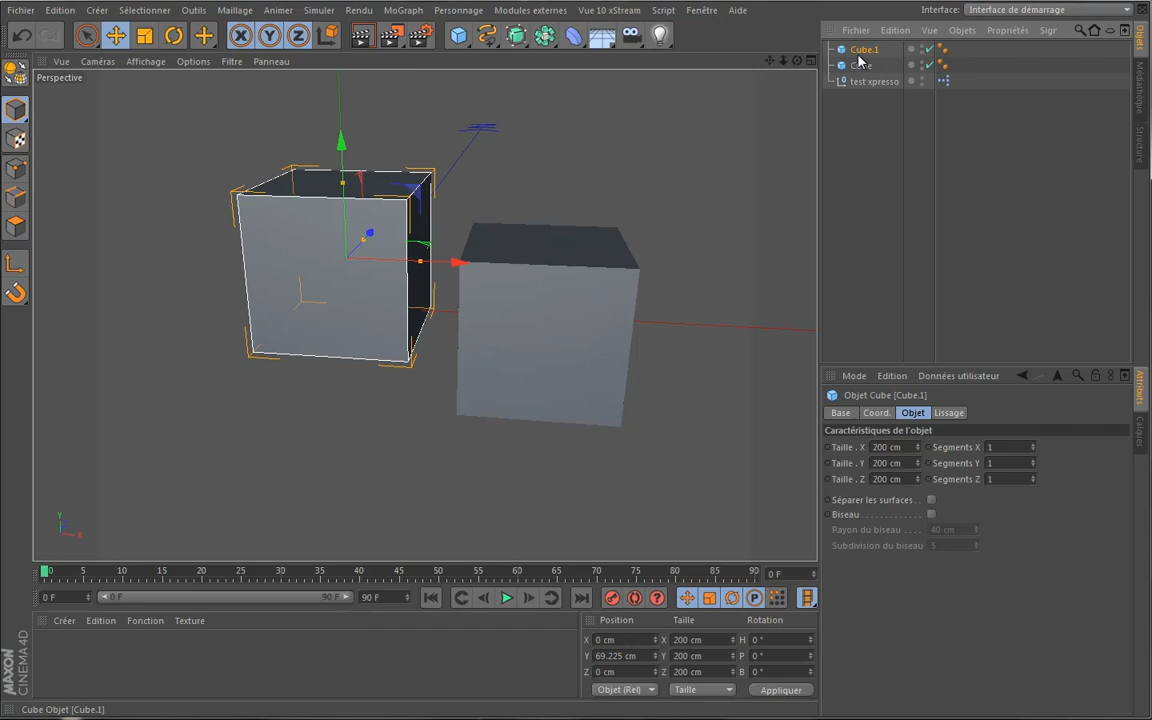 Fichier Edition Créer Sélectionner Outils Maillage Animer Simuler Rendu MoGraph Personnage Modules externes Vue 10 xStream Script Fenêtre Aide Interface: Interface de démarrage
Fichier Edition Vue Objets Propriétés Sigr
Vue Caméras Affichage Options Filtre Panneau
Perspective
Cube.1
test xpresso
Objets
Médiathèque
Structure
Mode Edition Données utilisateur
Attributs
Calques
Objet Cube [Cube.1]
Base Coord. Objet Lissage
Caractéristiques de l'objet
Taille . X 200 cm Segments X 1
Taille . Y 200 cm Segments Y 1
Taille . Z 200 cm Segments Z 1
Séparer les surfaces. .
Biseau . . . . . . . . . . . . .
Rayon du biseau . . . . 40 cm
Subdivision du biseau 5
Y
X
0 5 10 15 20 25 30 35 40 45 50 55 60 65 70 75 80 85 90 0 F
0 F 0 F 90 F 90 F
Créer Edition Fonction Texture
Position Taille Rotation
X 0 cm X 200 cm H 0 °
Y 69.225 cm Y 200 cm P 0 °
Z 0 cm Z 200 cm B 0 °
Objet (Rel) Taille Appliquer
MAXON
CINEMA 4D
Cube Objet [Cube.1]